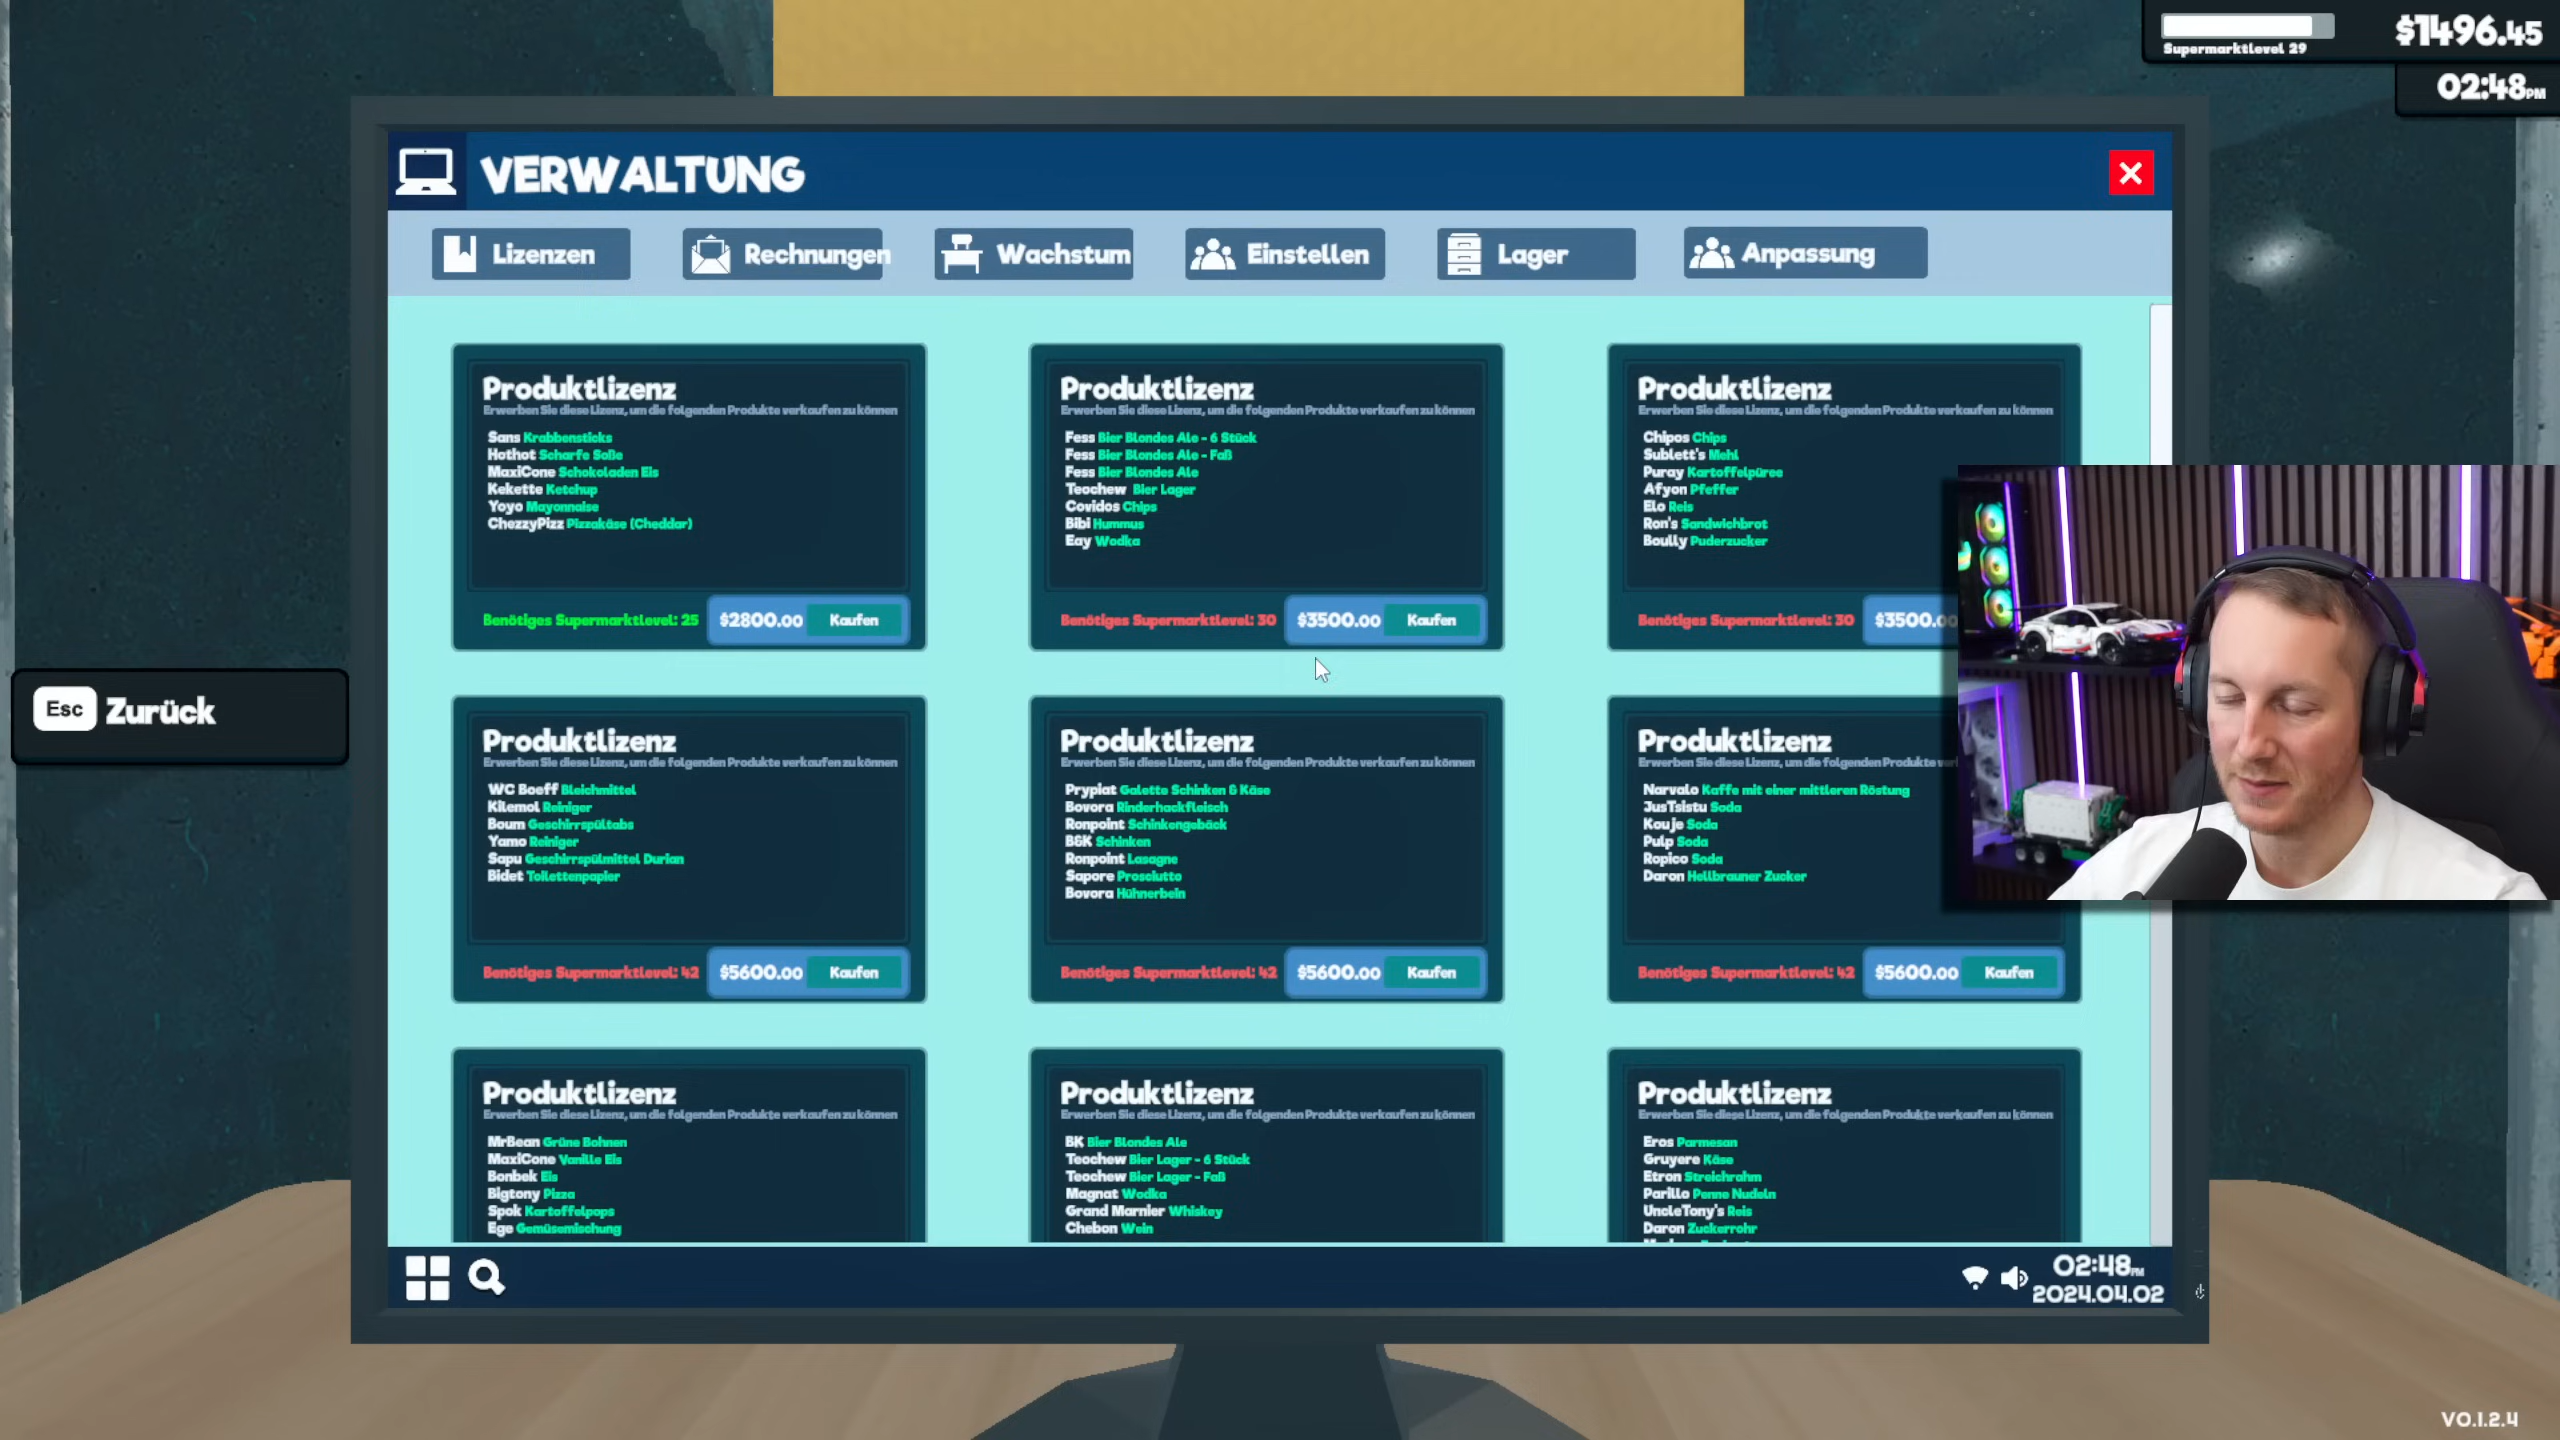 $1496.45
Supermarktlevel 29
02:48PM
VERWALTUNG
Lizenzen
Rechnungen
Wachstum
Einstellen
Lager
Anpassung
Produktlizenz
Erwerben Sie diese Lizenz, um die folgenden Produkte verkaufen zu können
Sans Krabbensticks
Hothot Scharfe Soße
MaxiCone Schokoladen Eis
Kekette Ketchup
Yoyo Mayonnaise
ChezzyPizz Pizzakäse (Cheddar)
Benötiges Supermarktlevel: 25
$2800.00
Kaufen
Produktlizenz
Erwerben Sie diese Lizenz, um die folgenden Produkte verkaufen zu können
Fess Bier Blondes Ale - 6 Stück
Fess Bier Blondes Ale - Faß
Fess Bier Blondes Ale
Teochew Bier Lager
Covidos Chips
Bibi Hummus
Eay Wodka
Benötiges Supermarktlevel: 30
$3500.00
Kaufen
Produktlizenz
Erwerben Sie diese Lizenz, um die folgenden Produkte verkaufen zu können
Chipos Chips
Sublett's Mehl
Puray Kartoffelpüree
Afyon Pfeffer
Elo Reis
Ron's Sandwichbrot
Boully Puderzucker
Benötiges Supermarktlevel: 30
$3500.00
Esc Zurück
Produktlizenz
Erwerben Sie diese Lizenz, um die folgenden Produkte verkaufen zu können
WC Boeff Bleichmittel
Kilemol Reiniger
Boum Geschirrspültabs
Yamo Reiniger
Sapu Geschirrspülmittel Durian
Bidet Toilettenpapier
Benötiges Supermarktlevel: 42
$5600.00
Kaufen
Produktlizenz
Erwerben Sie diese Lizenz, um die folgenden Produkte verkaufen zu können
Prypiat Galette Schinken & Käse
Bovora Rinderhackfleisch
Ronpoint Schinkengebäck
B&K Schinken
Ronpoint Lasagne
Sapore Prosciutto
Bovora Hühnerbein
Benötiges Supermarktlevel: 42
$5600.00
Kaufen
Produktlizenz
Erwerben Sie diese Lizenz, um die folgenden Produkte
Narvalo Kaffe mit einer mittleren Röstung
JusTsistu Soda
Kouje Soda
Pulp Soda
Ropico Soda
Daron Hellbrauner Zucker
Benötiges Supermarktlevel: 42
$5600.00
Kaufen
Produktlizenz
Erwerben Sie diese Lizenz, um die folgenden Produkte verkaufen zu können
MrBean Grüne Bohnen
MaxiCone Vanille Eis
Bonbek Eis
Bigtony Pizza
Spok Kartoffelpops
Ege Gemüsemischung
Produktlizenz
Erwerben Sie diese Lizenz, um die folgenden Produkte verkaufen zu können
BK Bier Blondes Ale
Teochew Bier Lager - 6 Stück
Teochew Bier Lager - Faß
Magnat Wodka
Grand Marnier Whiskey
Chebon Wein
Produktlizenz
Erwerben Sie diese Lizenz, um die folgenden Produkte verkaufen zu können
Eros Parmesan
Gruyere Käse
Etron Streichrahm
Parillo Penne Nudeln
UncleTony's Reis
Daron Zuckerrohr
02:48PM
2024.04.02
V0.1.2.4